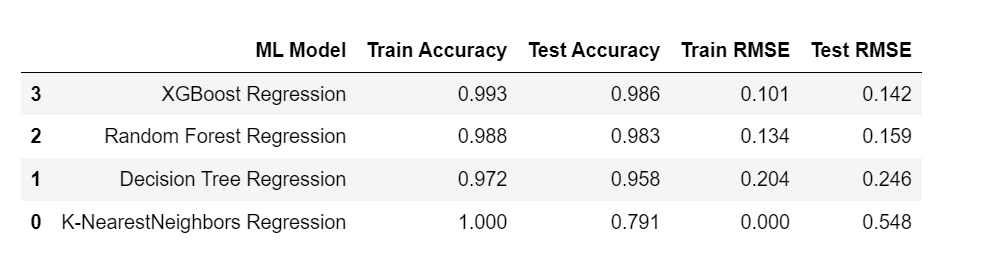 ML Model Train Accuracy Test Accuracy Train RMSE Test RMSE
3 XGBoost Regression 0.993 0.986 0.101 0.142
2 Random Forest Regression 0.988 0.983 0.134 0.159
1 Decision Tree Regression 0.972 0.958 0.204 0.246
0 K-NearestNeighbors Regression 1.000 0.791 0.000 0.548